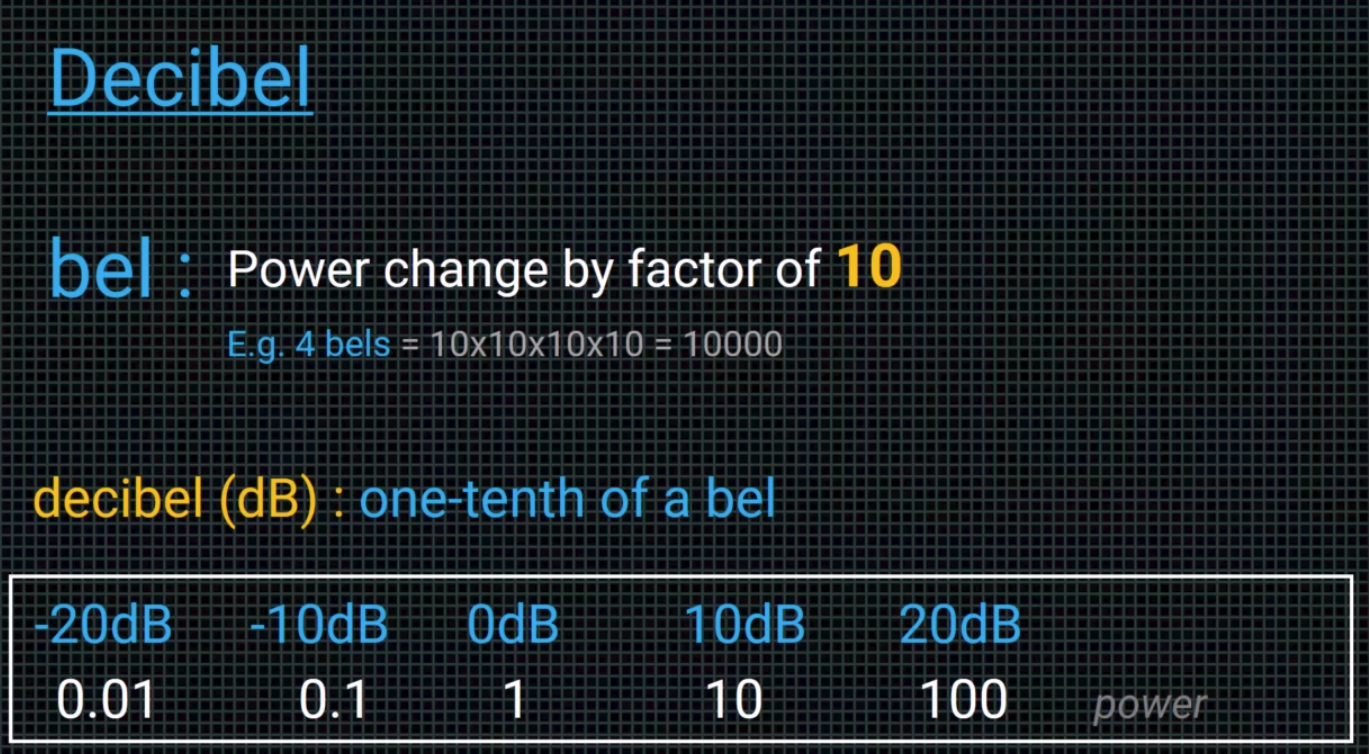 Decibel
bel : Power change by factor of 10
E.g. 4 bels = 10x10x10x10 = 10000
decibel (dB) : one-tenth of a bel
-20dB -10dB 0dB 10dB 20dB
0.01 0.1 1 10 100 power